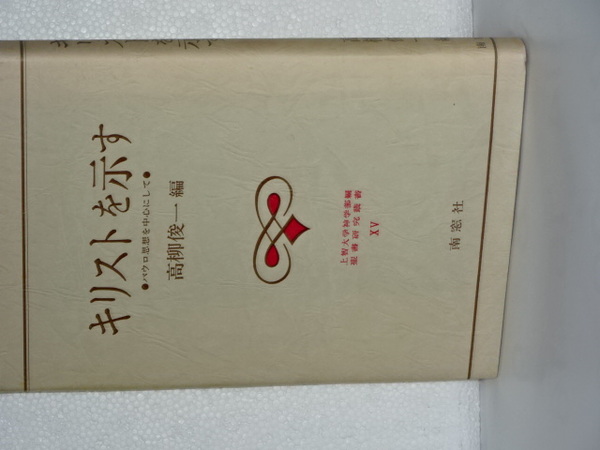 キリストを示す
●パウロ思想を中心にして●
高柳俊一 編
上智大学神学部編
XV
南窓社